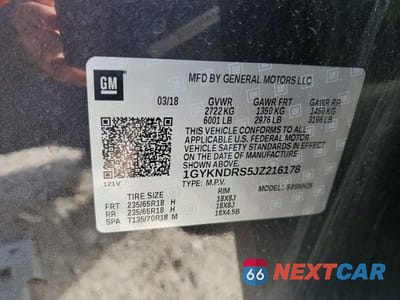 GM
MFD BY GENERAL MOTORS LLC
03/18 GVWR GAWR FRT GAWR RR
2722 KG 1350 KG 1450 KG
6001 LB 2976 LB 3196 LB
THIS VEHICLE CONFORMS TO ALL
APPLICABLE U.S. FEDERAL MOTOR
VEHICLE SAFETY STANDARDS IN EFFECT
ON THE DATE OF MANUFACTURE
SHOWN ABOVE.
1GYKNDRS5JZ216178
TYPE: M.P.V. MODEL:
121V
TIRE SIZE RIM
FRT 235/65R18 H 18X8J
RR 235/65R18 H 18X8J
SPA T135/70R18 M 18X4.5B
66 NEXTCAR